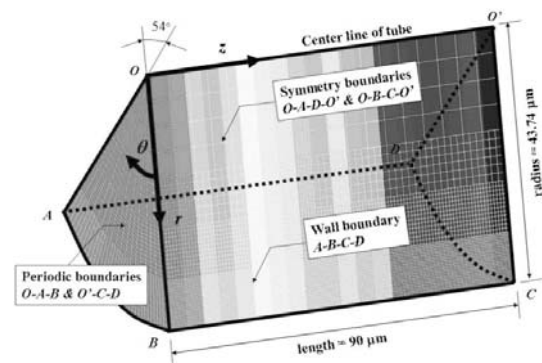 54°
O
z
Center line of tube
O'
Symmetry boundaries
O-A-D-O' & O-B-C-O'
θ
D
A
r
radius = 43.74 µm
Wall boundary
A-B-C-D
Periodic boundaries
O-A-B & O'-C-D
B
C
length = 90 µm